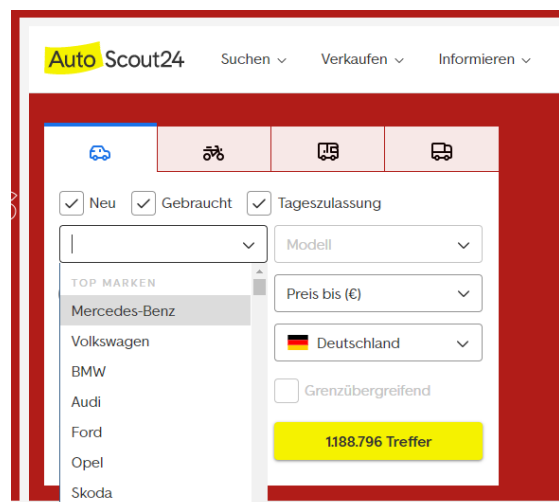 AutoScout24 Suchen Verkaufen Informieren
Neu Gebraucht Tageszulassung
Modell
TOP MARKEN
Mercedes-Benz
Volkswagen
BMW
Audi
Ford
Opel
Skoda
Preis bis (€)
Deutschland
Grenzübergreifend
1.188.796 Treffer